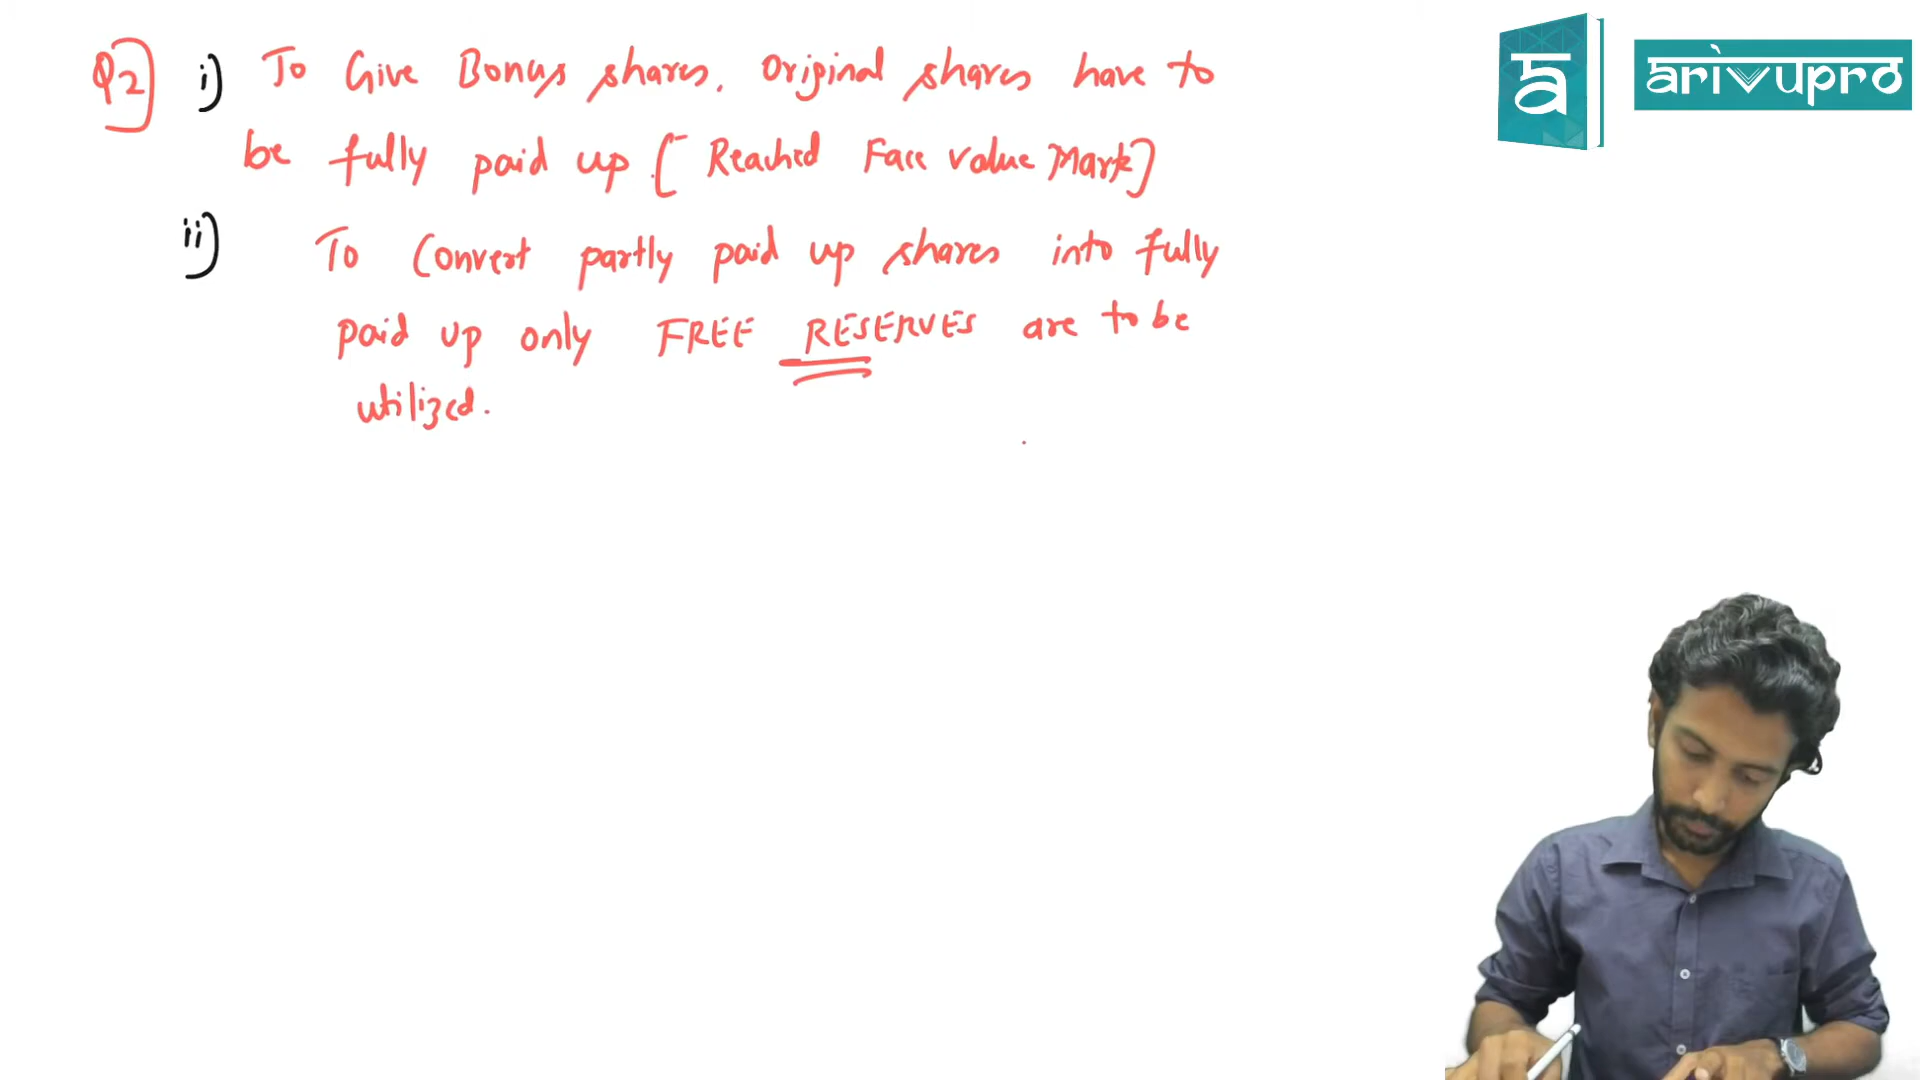 Q2] i) To Give Bonus shares. Original shares have to
be fully paid up [Reached Face value Mark]
ii) To Convert partly paid up shares into fully
paid up only FREE RESERVES are to be
utilized.
a
arivupro